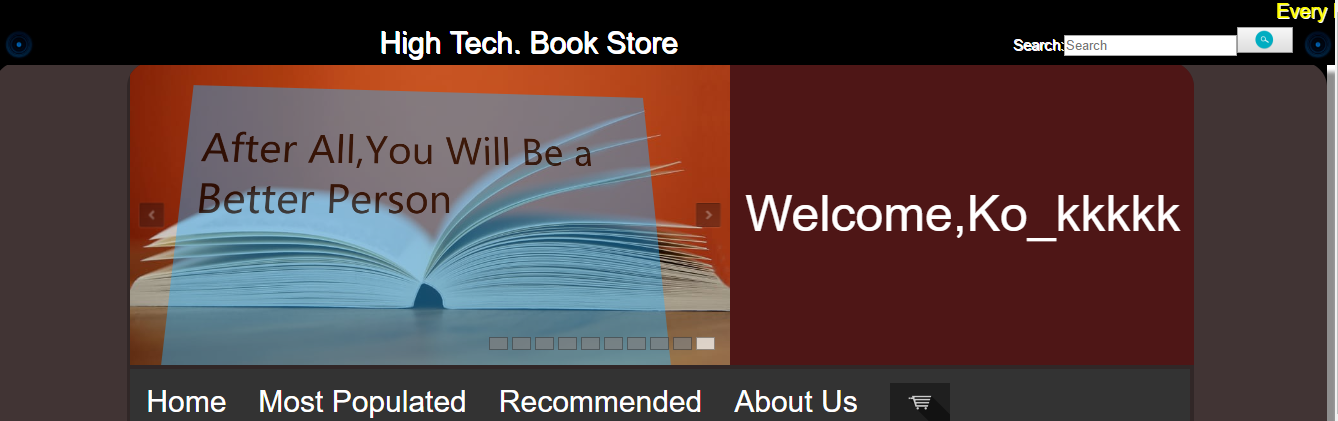 Every
High Tech. Book Store
Search:
Search
After All,You Will Be a
Better Person
Welcome,Ko_kkkkk
Home Most Populated Recommended About Us